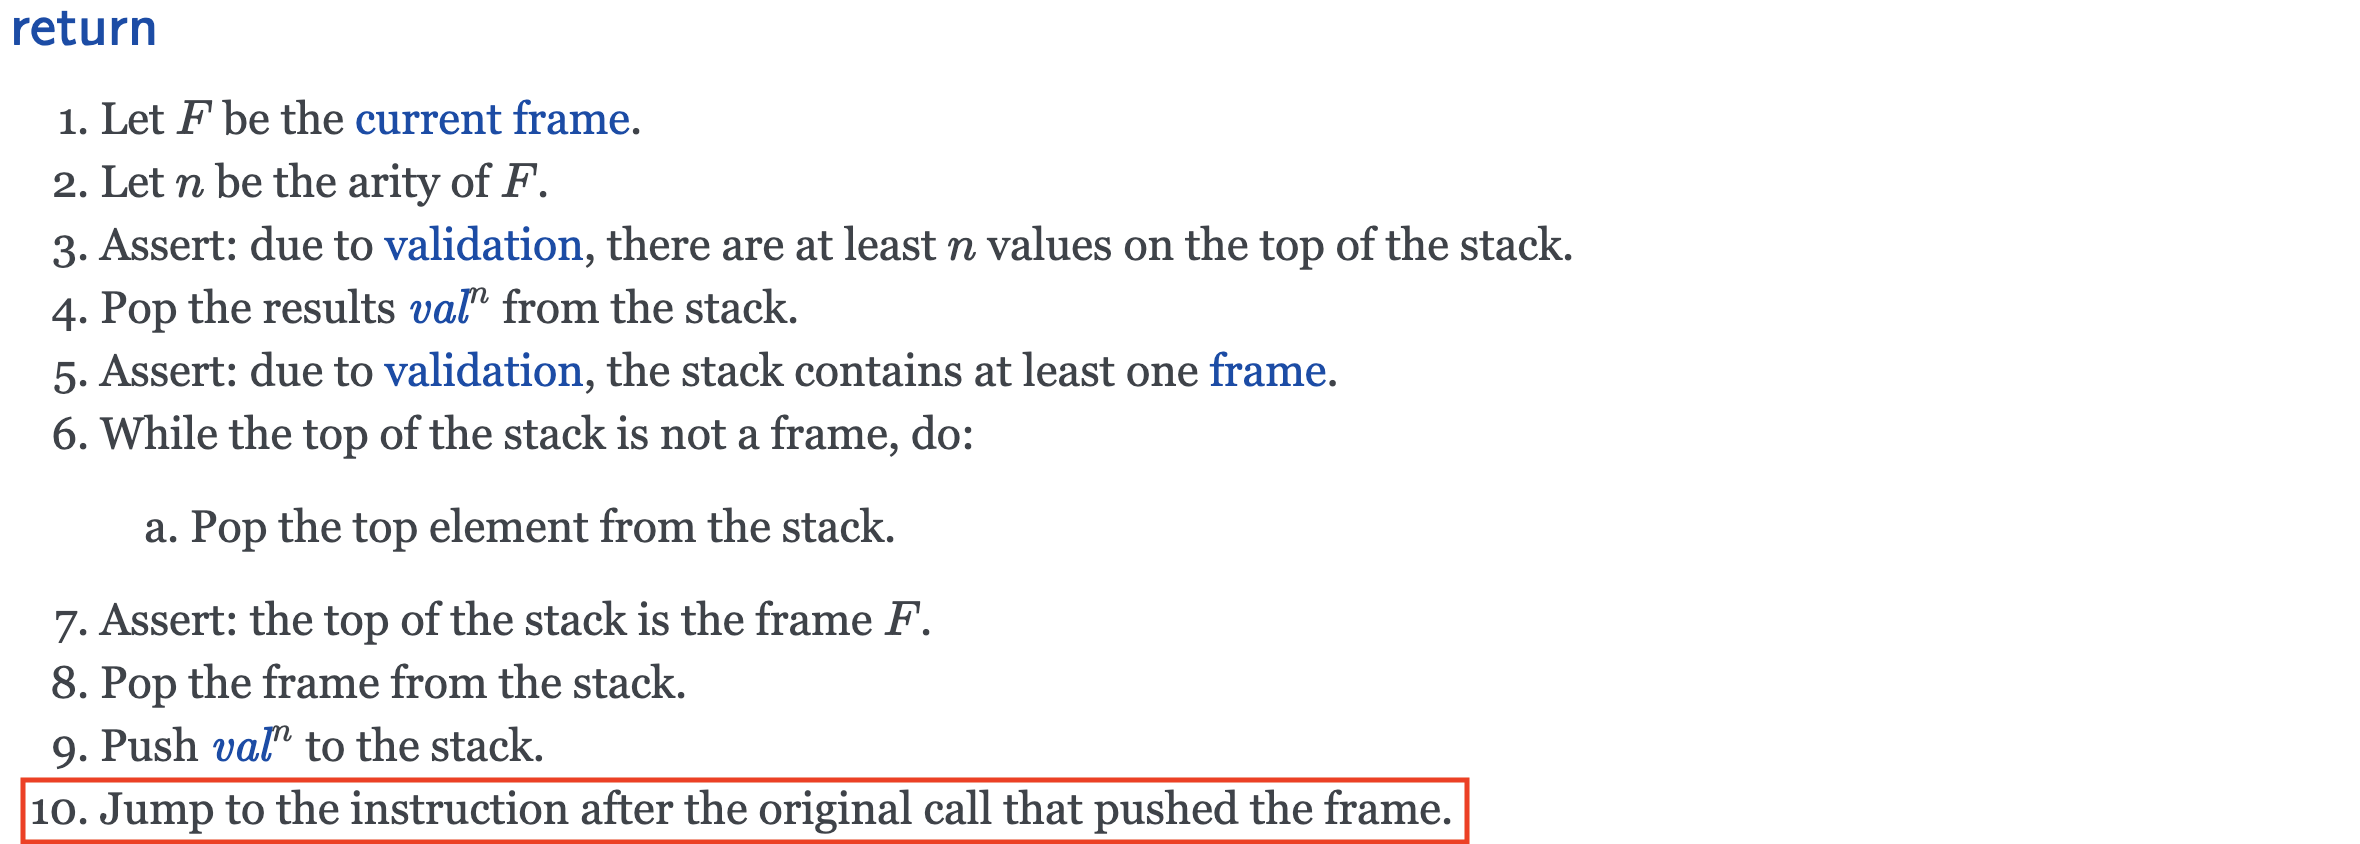 return
1. Let F be the current frame.
2. Let n be the arity of F.
3. Assert: due to validation, there are at least n values on the top of the stack.
4. Pop the results valⁿ from the stack.
5. Assert: due to validation, the stack contains at least one frame.
6. While the top of the stack is not a frame, do:
a. Pop the top element from the stack.
7. Assert: the top of the stack is the frame F.
8. Pop the frame from the stack.
9. Push valⁿ to the stack.
10. Jump to the instruction after the original call that pushed the frame.